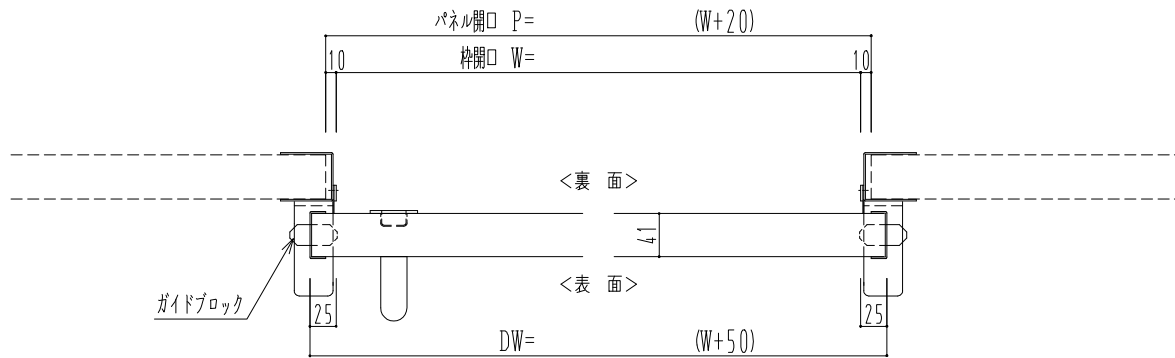 パネル開口 P= (W+20)
10 枠開口 W= 10
<裏 面>
41
<表 面>
ガイドブロック
25 25
DW= (W+50)